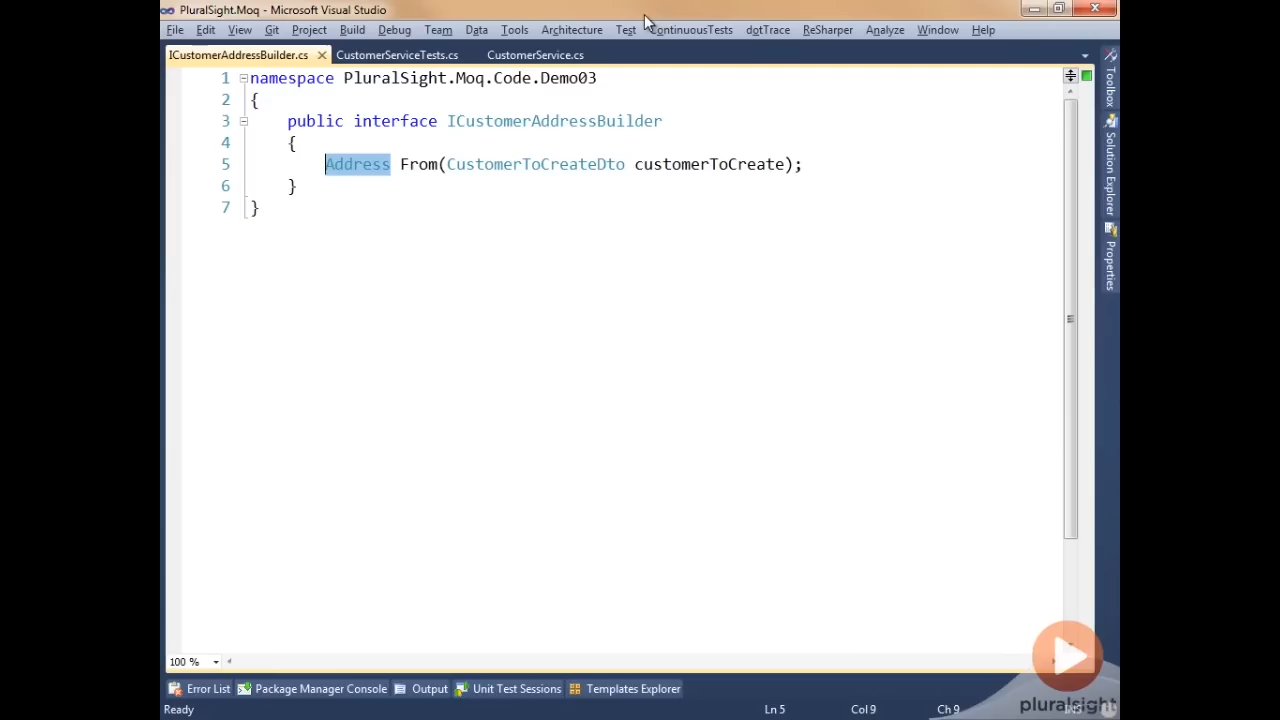 PluralSight.Moq - Microsoft Visual Studio
File Edit View Git Project Build Debug Team Data Tools Architecture Test ContinuousTests dotTrace ReSharper Analyze Window Help
ICustomerAddressBuilder.cs CustomerServiceTests.cs CustomerService.cs
1 namespace PluralSight.Moq.Code.Demo03
2 {
3 public interface ICustomerAddressBuilder
4 {
5 Address From(CustomerToCreateDto customerToCreate);
6 }
7 }
Toolbox
Solution Explorer
Properties
100 %
Error List Package Manager Console Output Unit Test Sessions Templates Explorer
Ready Ln 5 Col 9 Ch 9 INS
pluralsight